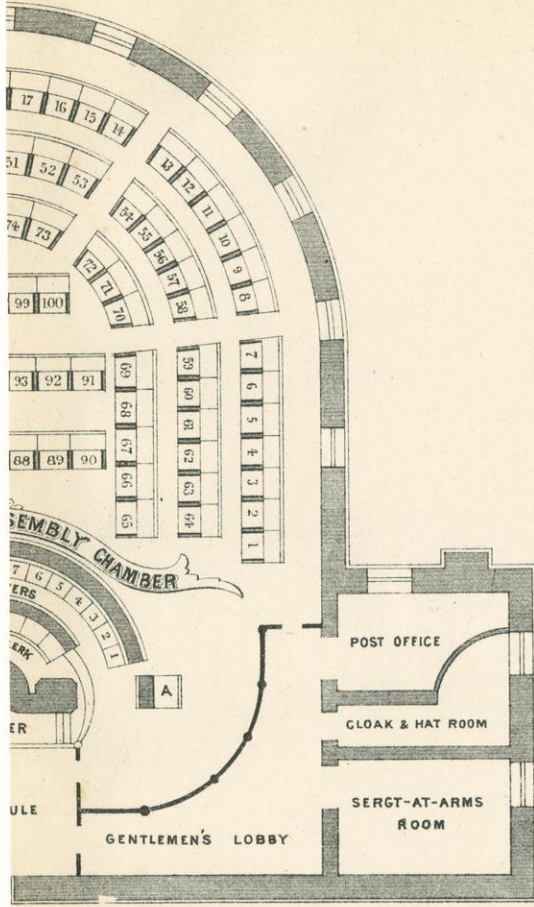 17 16 15 14
13 12 11 10 9 8
51 52 53
54 55 56 57 58
74 73
72 71 70
99 100
7 6 5 4 3 2 1
59 60 61 62 63 64
69 68 67 66 65
93 92 91
88 89 90
SEMBLY CHAMBER
7 6 5 4 3 2 1
ERS
ERK
A
ER
ULE
POST OFFICE
CLOAK & HAT ROOM
SERGT-AT-ARMS
ROOM
GENTLEMEN'S LOBBY